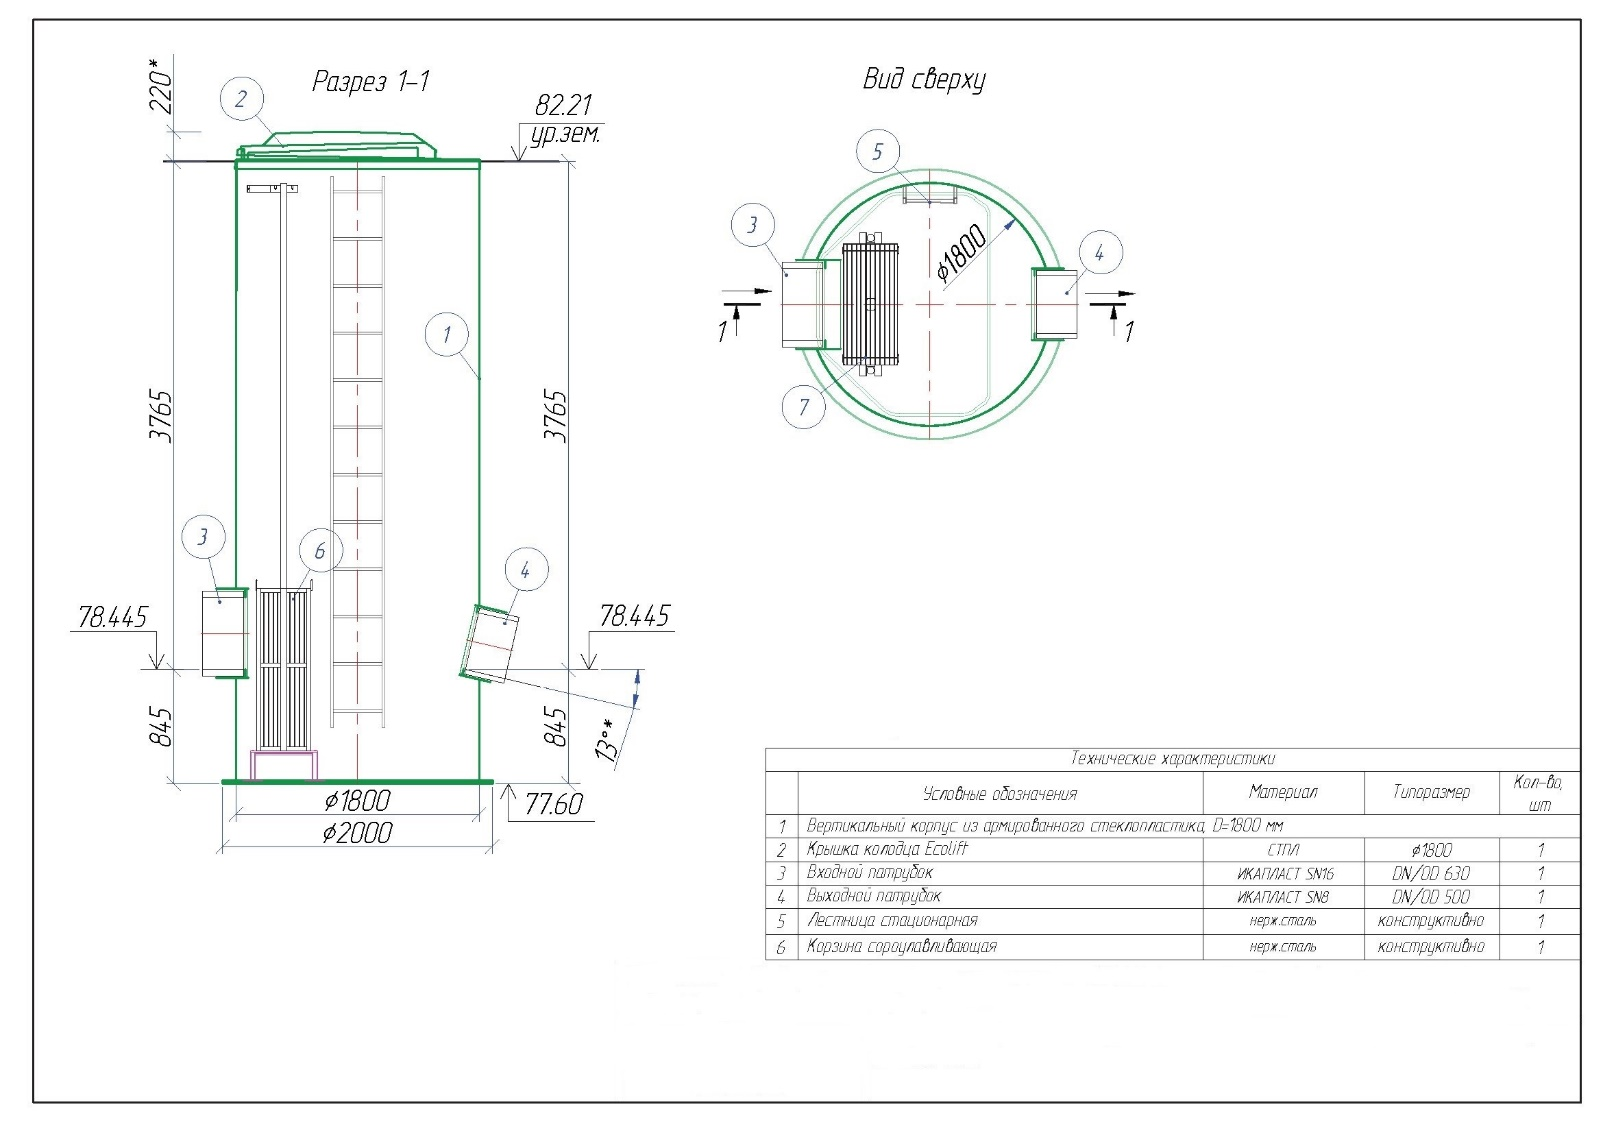 Разрез 1-1
Вид сверху
220*
2
82.21
ур.зем.
5
3
4
ϕ1800
1
1
7
1
3765
3765
3
6
4
78.445
78.445
845
845
13°*
ϕ1800
77.60
ϕ2000
Технические характеристики
Условные обозначения Материал Типоразмер Кол-во, шт
1 Вертикальный корпус из армированного стеклопластика, D=1800 мм
2 Крышка колодца Ecolift СТПЛ ϕ1800 1
3 Входной патрубок ИКАПЛАСТ SN16 DN/OD 630 1
4 Выходной патрубок ИКАПЛАСТ SN8 DN/OD 500 1
5 Лестница стационарная нерж.сталь конструктивно 1
6 Корзина сороулавливающая нерж.сталь конструктивно 1